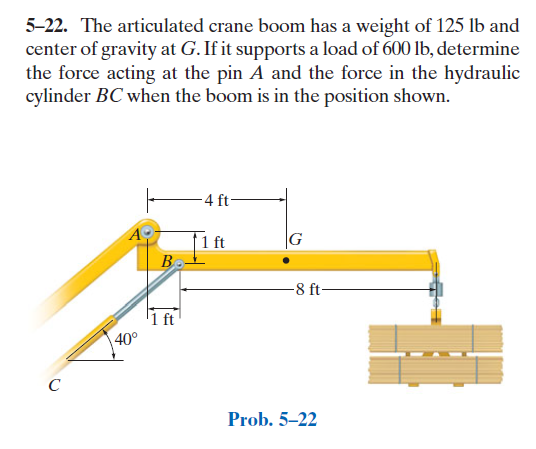 5–22. The articulated crane boom has a weight of 125 lb and
center of gravity at G. If it supports a load of 600 lb, determine
the force acting at the pin A and the force in the hydraulic
cylinder BC when the boom is in the position shown.
4 ft
A
1 ft
G
B
8 ft
1 ft
40°
C
Prob. 5–22